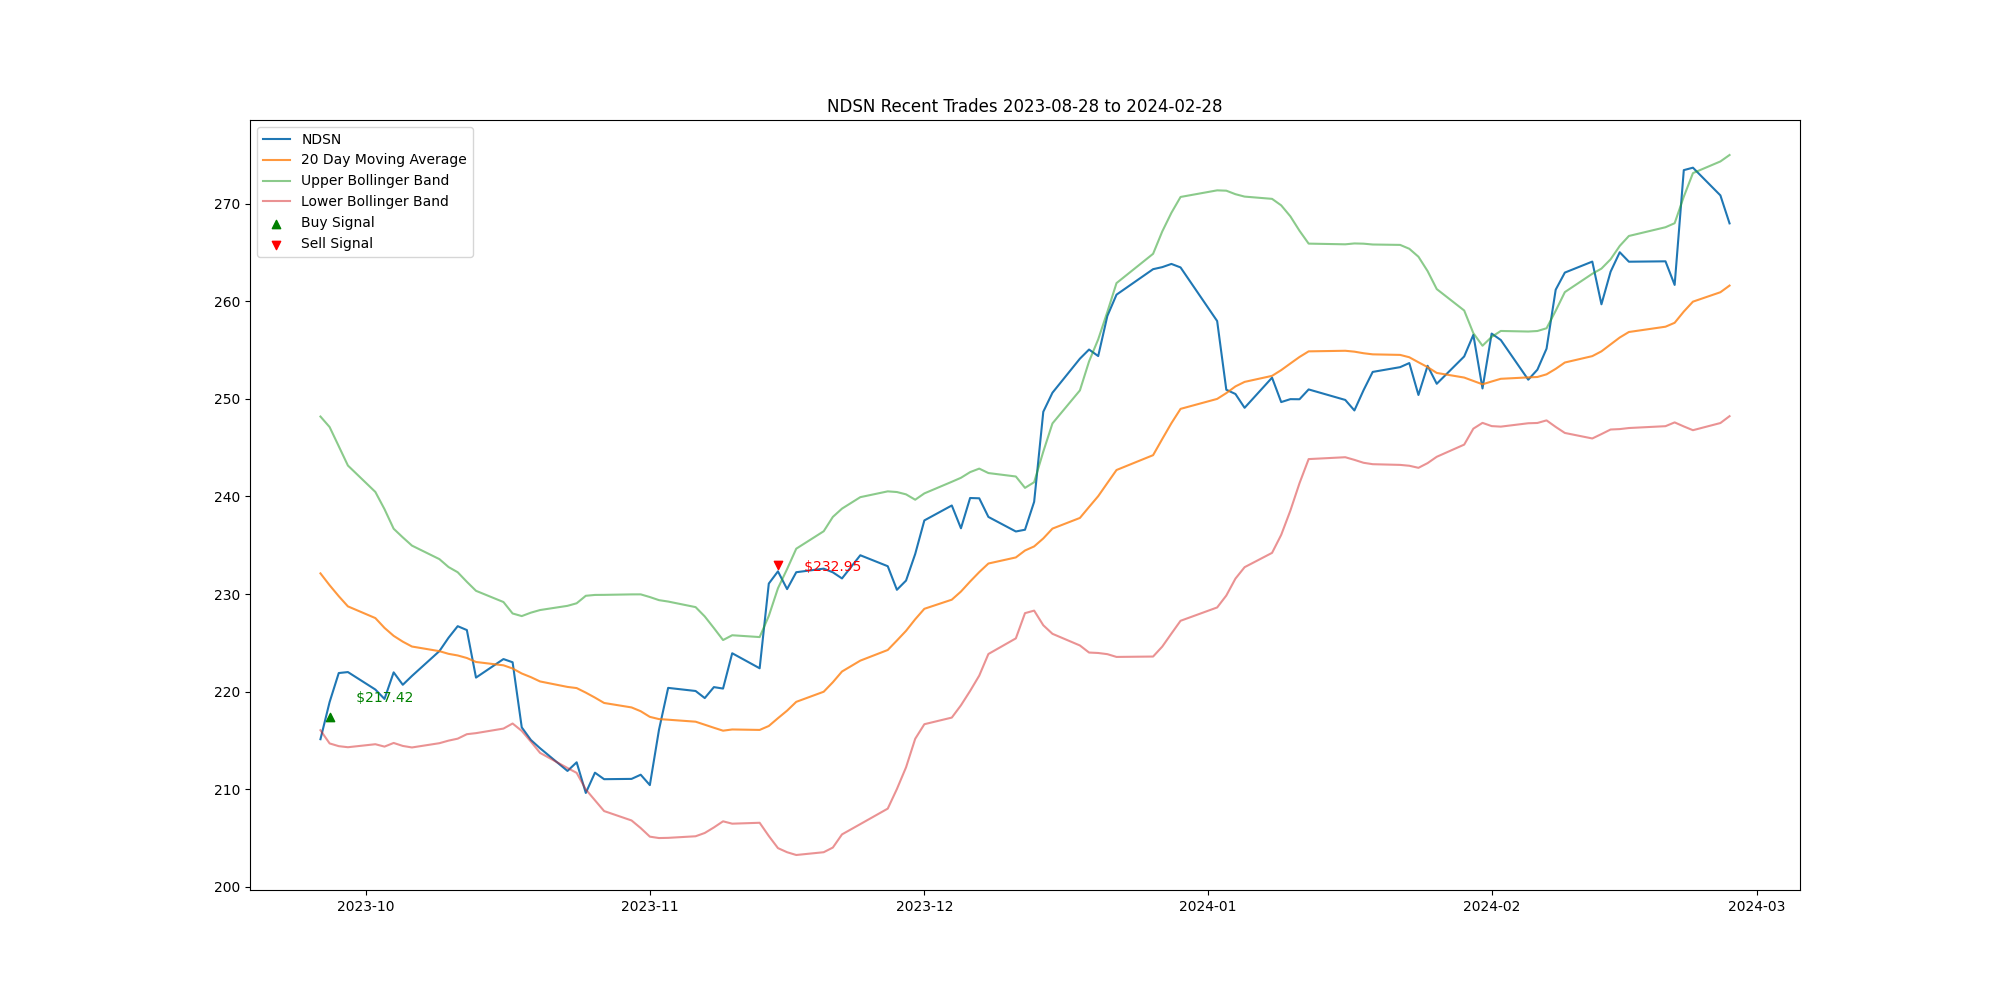 NDSN Recent Trades 2023-08-28 to 2024-02-28
NDSN
20 Day Moving Average
Upper Bollinger Band
Lower Bollinger Band
Buy Signal
Sell Signal
270
260
250
240
230
220
210
200
$232.95
$217.42
2023-10
2023-11
2023-12
2024-01
2024-02
2024-03